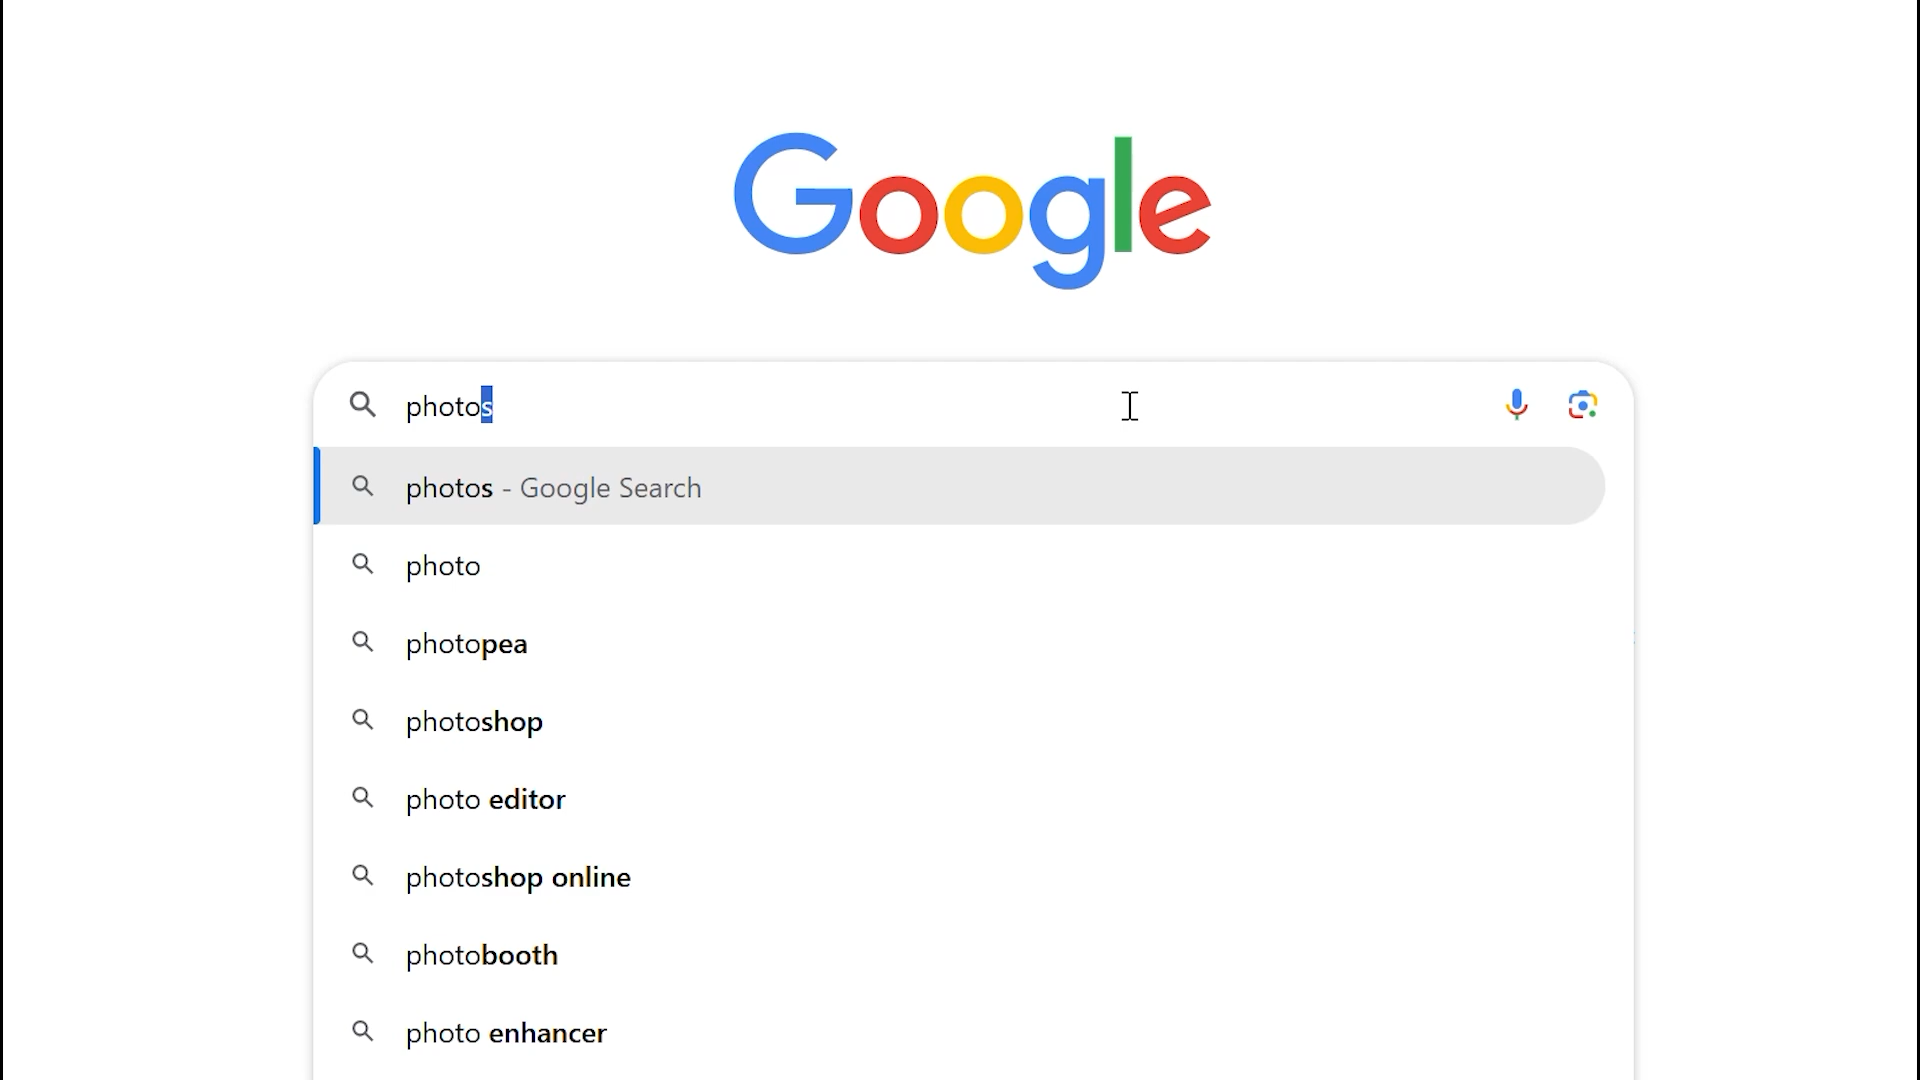 Google
photos
photos - Google Search
photo
photopea
photoshop
photo editor
photoshop online
photobooth
photo enhancer